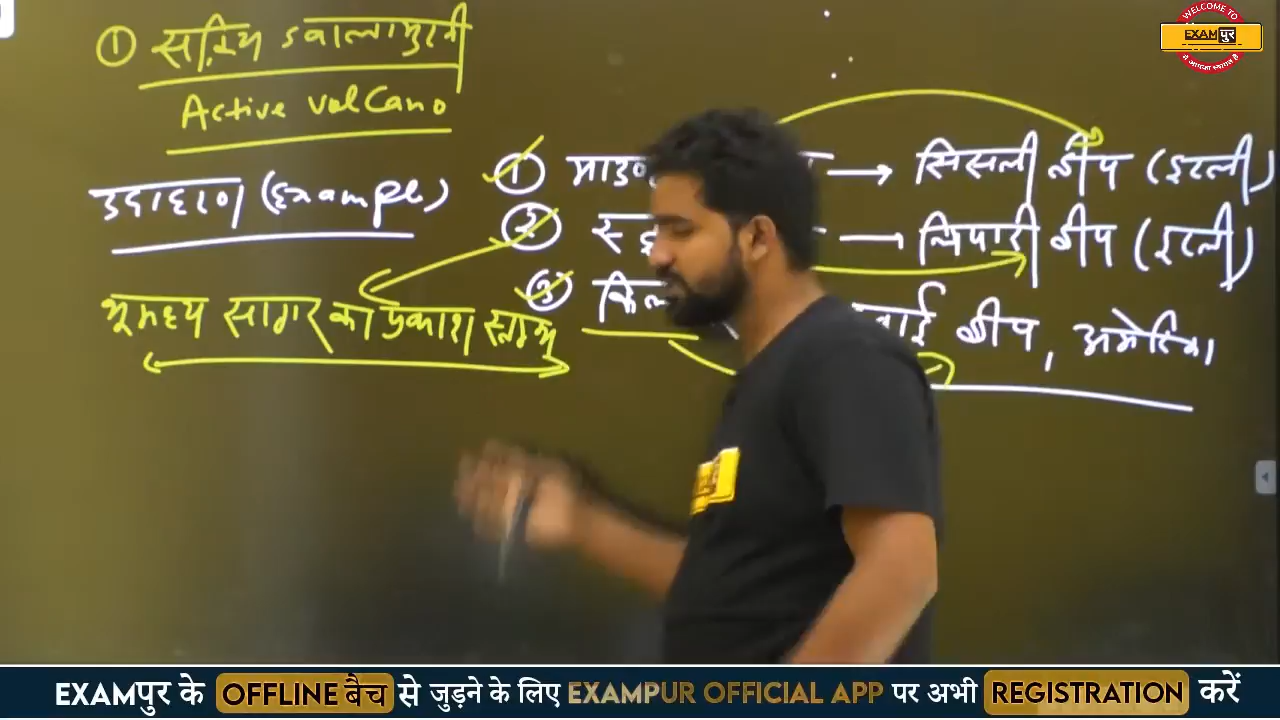 ① सक्रिय ज्वालामुखी
Active volcano
उदाहरण (Example)
① माउ → सिसली द्वीप (इटली)
② → लिपारी द्वीप (इटली)
③ किल वाई द्वीप, अमेरिका
भूमध्य सागर का प्रकाश स्तम्भ
WELCOME TO
EXAM पुर
EXAMपुर के OFFLINE बैच से जुड़ने के लिए EXAMPUR OFFICIAL APP पर अभी REGISTRATION करें